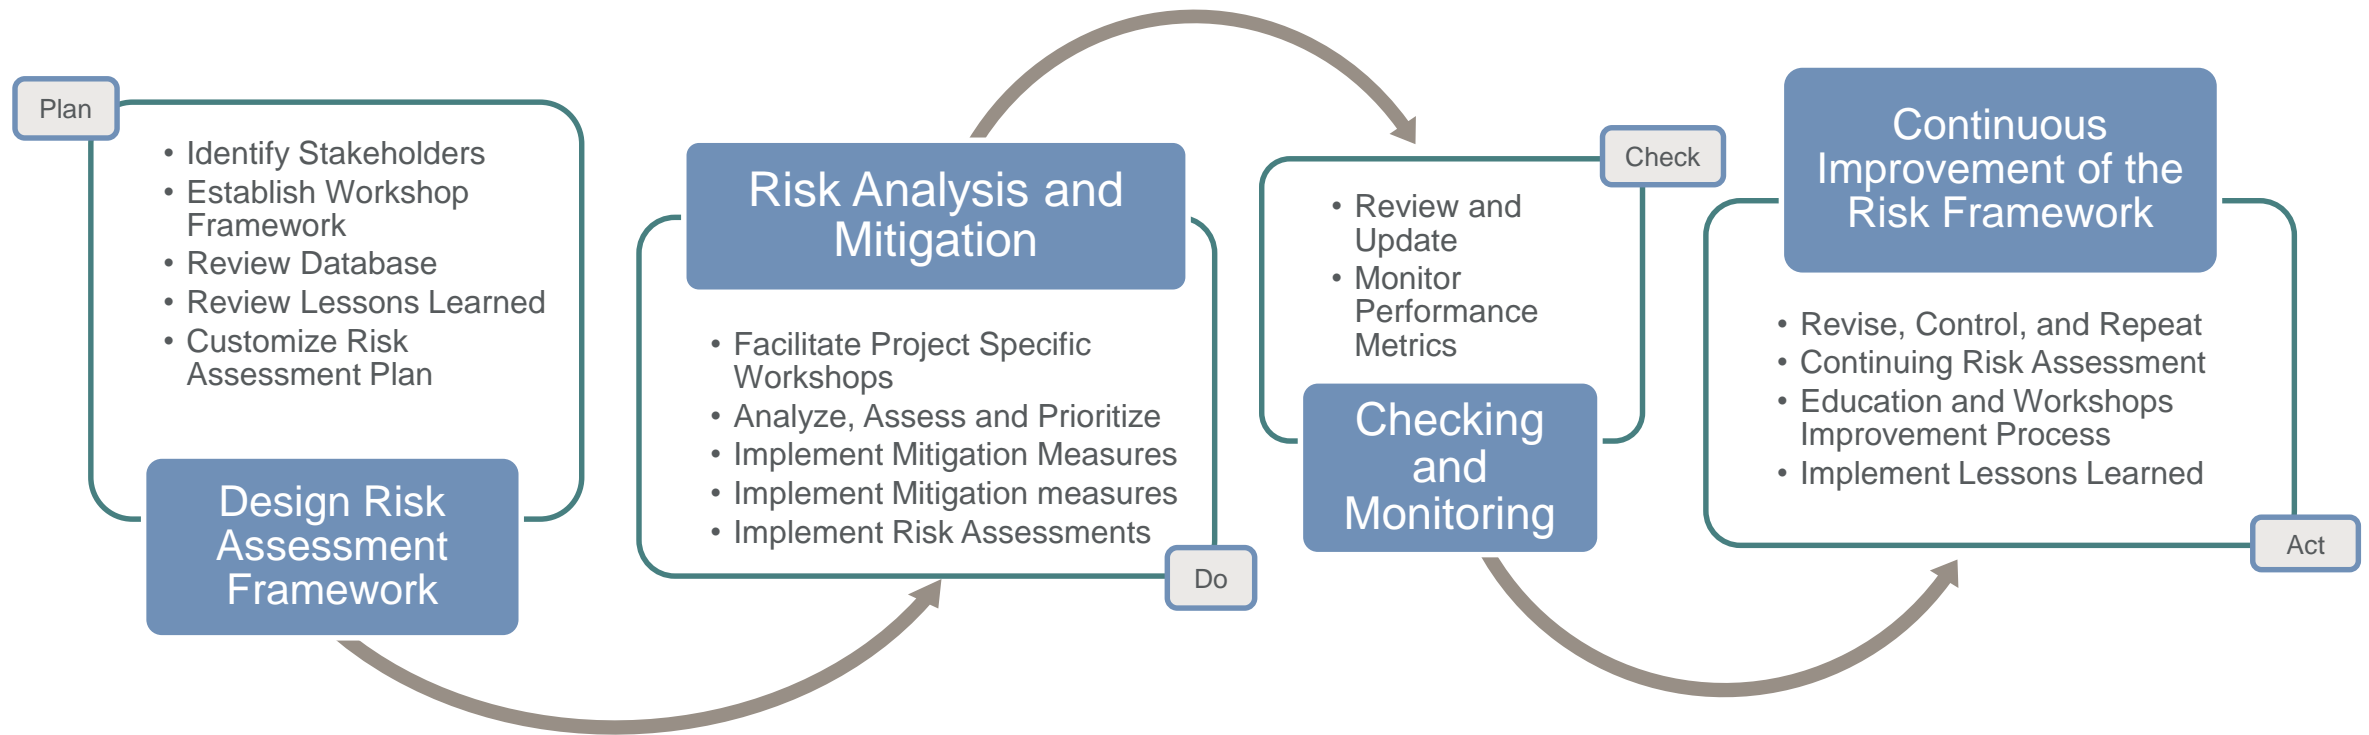 Plan
• Identify Stakeholders
• Establish Workshop
Framework
• Review Database
• Review Lessons Learned
• Customize Risk
Assessment Plan
Design Risk
Assessment
Framework
Risk Analysis and
Mitigation
• Facilitate Project Specific
Workshops
• Analyze, Assess and Prioritize
• Implement Mitigation Measures
• Implement Mitigation measures
• Implement Risk Assessments
Do
Check
• Review and
Update
• Monitor
Performance
Metrics
Checking
and
Monitoring
Continuous
Improvement of the
Risk Framework
• Revise, Control, and Repeat
• Continuing Risk Assessment
• Education and Workshops
Improvement Process
• Implement Lessons Learned
Act